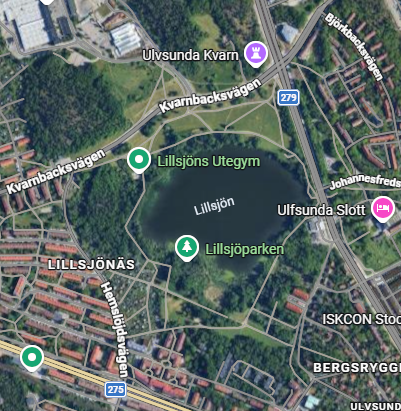 Björkbacksvägen
Ulvsunda Kvarn
Kvarnbacksvägen
279
Lillsjöns Utegym
Kvarnbacksvägen
Johannesfreds
Lillsjön
Ulfsunda Slott
Lillsjöparken
LILLSJÖNÄS
Hemslöjdsvägen
ISKCON Stoc
BERGSRYGGE
275
ULVSUND